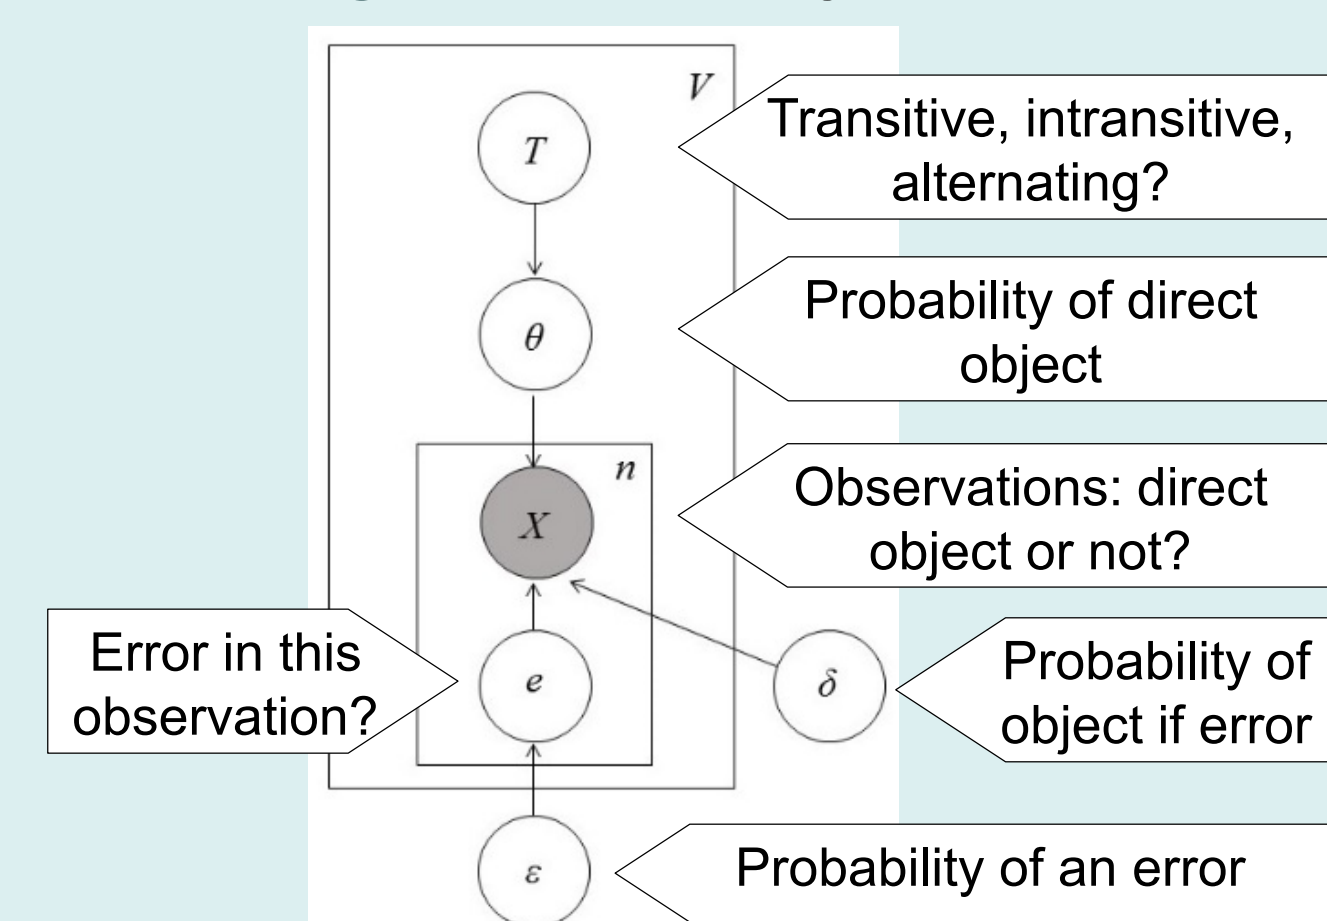 V
T
Transitive, intransitive,
alternating?
θ
Probability of direct
object
n
X
Observations: direct
object or not?
Error in this
observation?
e
δ
Probability of
object if error
ε
Probability of an error